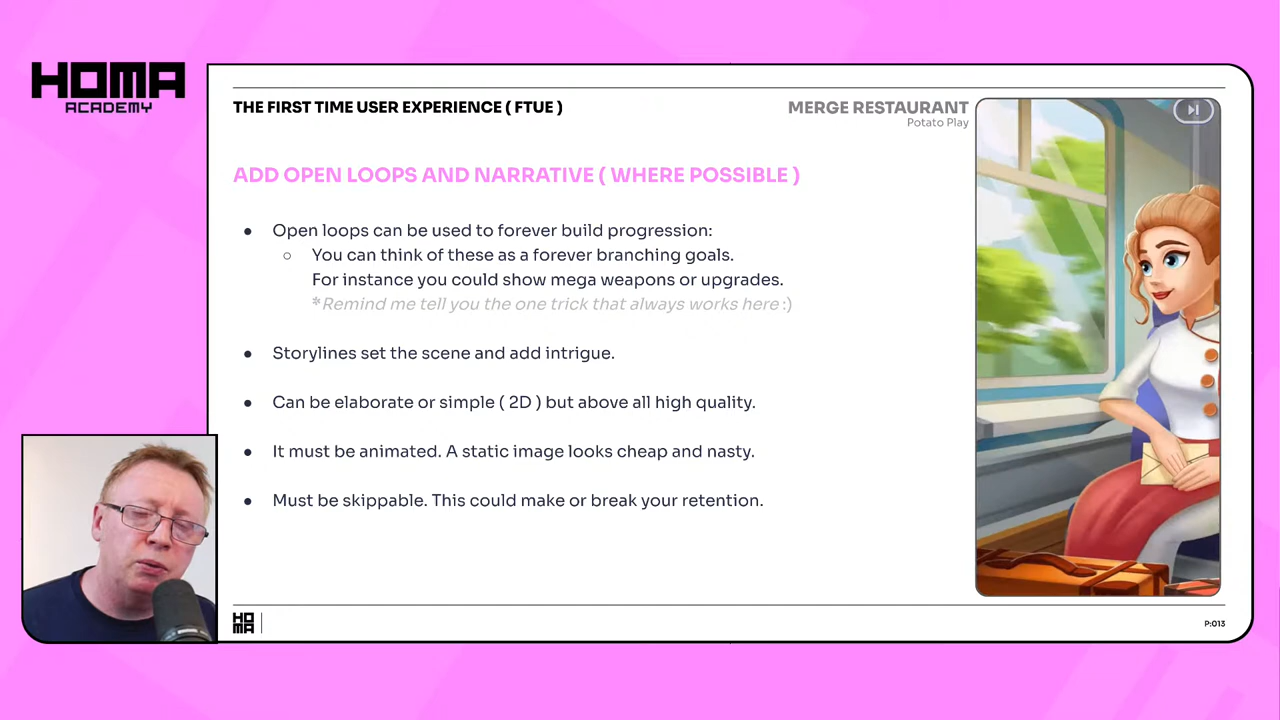 HOMA
ACADEMY
THE FIRST TIME USER EXPERIENCE ( FTUE )
MERGE RESTAURANT
Potato Play
ADD OPEN LOOPS AND NARRATIVE ( WHERE POSSIBLE )
● Open loops can be used to forever build progression:
○ You can think of these as a forever branching goals.
For instance you could show mega weapons or upgrades.
*Remind me tell you the one trick that always works here :)
● Storylines set the scene and add intrigue.
● Can be elaborate or simple ( 2D ) but above all high quality.
● It must be animated. A static image looks cheap and nasty.
● Must be skippable. This could make or break your retention.
HO
MA
P:013